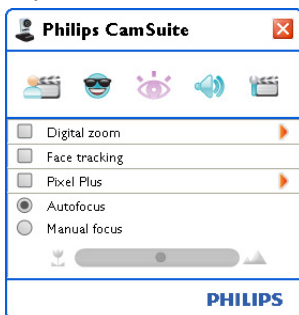 Philips CamSuite
Digital zoom
Face tracking
Pixel Plus
Autofocus
Manual focus
PHILIPS